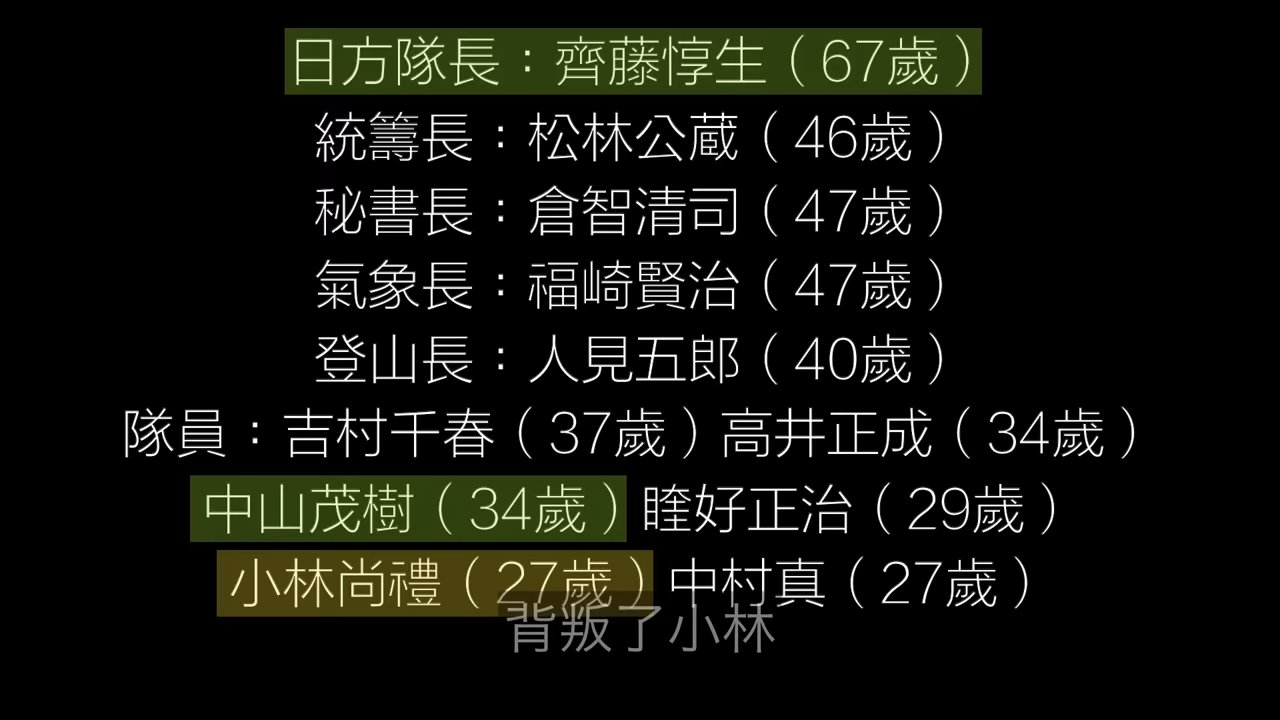 日方隊長：齊藤惇生（67歲）
統籌長：松林公蔵（46歲）
秘書長：倉智清司（47歲）
氣象長：福崎賢治（47歲）
登山長：人見五郎（40歲）
隊員：吉村千春（37歲）高井正成（34歲）
中山茂樹（34歲）睳好正治（29歲）
小林尚禮（27歲）中村真（27歲）
背叛了小林